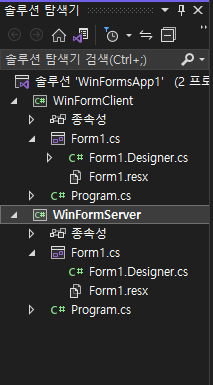 솔루션 탐색기
솔루션 탐색기 검색(Ctrl+;)
솔루션 'WinFormsApp1' (2 프로
C# WinFormClient
종속성
Form1.cs
C# Form1.Designer.cs
Form1.resx
C# Program.cs
C# WinFormServer
종속성
Form1.cs
C# Form1.Designer.cs
Form1.resx
C# Program.cs